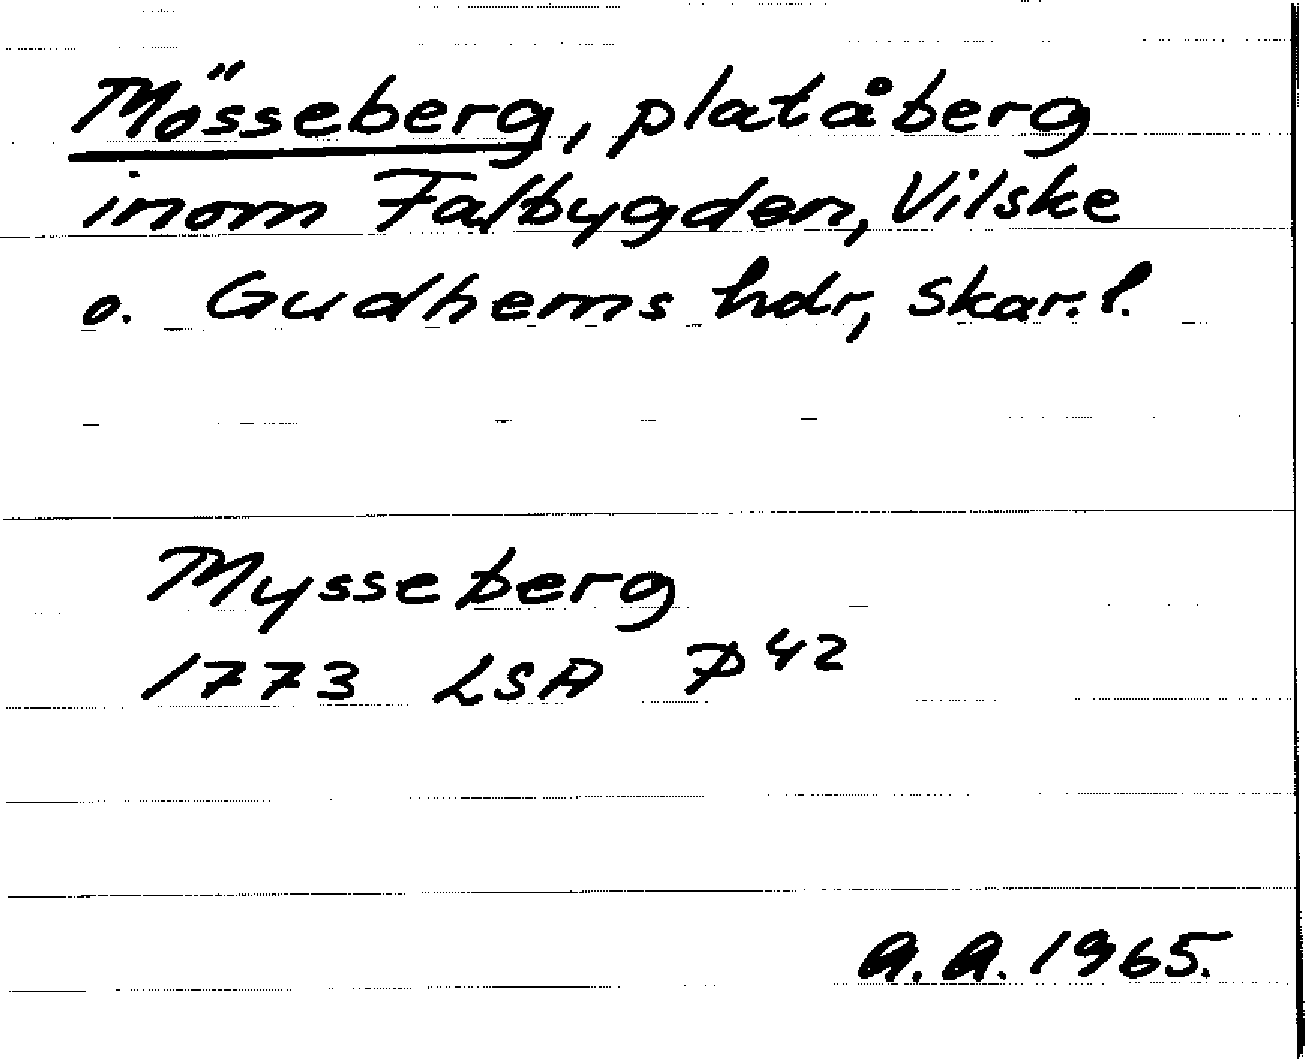 Mösseberg, platåberg
inom Falbygden, Vilske
o. Gudhems hdr, Skar. l.
Mysseberg
1773 LSA P42
A.A. 1965.